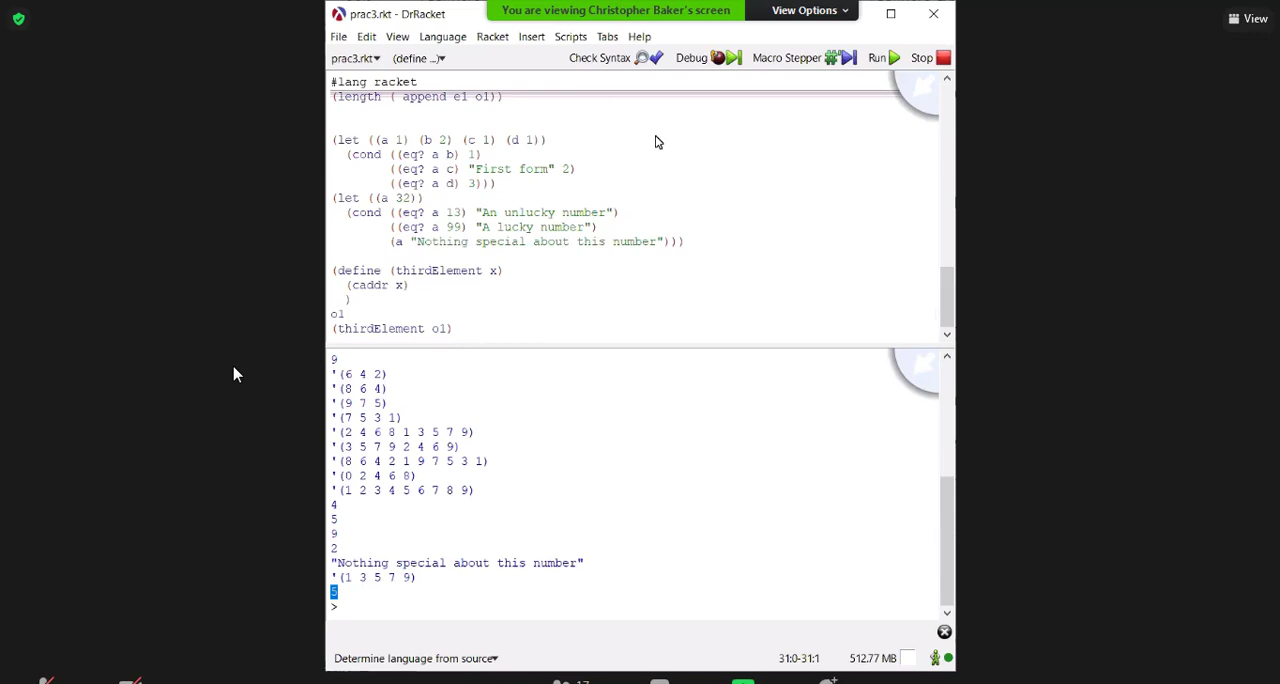 prac3.rkt - DrRacket
You are viewing Christopher Baker's screen
View Options
View
File Edit View Language Racket Insert Scripts Tabs Help
prac3.rkt (define ...) Check Syntax Debug Macro Stepper Run Stop
#lang racket
(length ( append e1 o1))
(let ((a 1) (b 2) (c 1) (d 1))
(cond ((eq? a b) 1)
((eq? a c) "First form" 2)
((eq? a d) 3)))
(let ((a 32))
(cond ((eq? a 13) "An unlucky number")
((eq? a 99) "A lucky number")
(a "Nothing special about this number")))
(define (thirdElement x)
(caddr x)
)
o1
(thirdElement o1)
9
'(6 4 2)
'(8 6 4)
'(9 7 5)
'(7 5 3 1)
'(2 4 6 8 1 3 5 7 9)
'(3 5 7 9 2 4 6 9)
'(8 6 4 2 1 9 7 5 3 1)
'(0 2 4 6 8)
'(1 2 3 4 5 6 7 8 9)
4
5
9
2
"Nothing special about this number"
'(1 3 5 7 9)
5
>
Determine language from source 31:0-31:1 512.77 MB